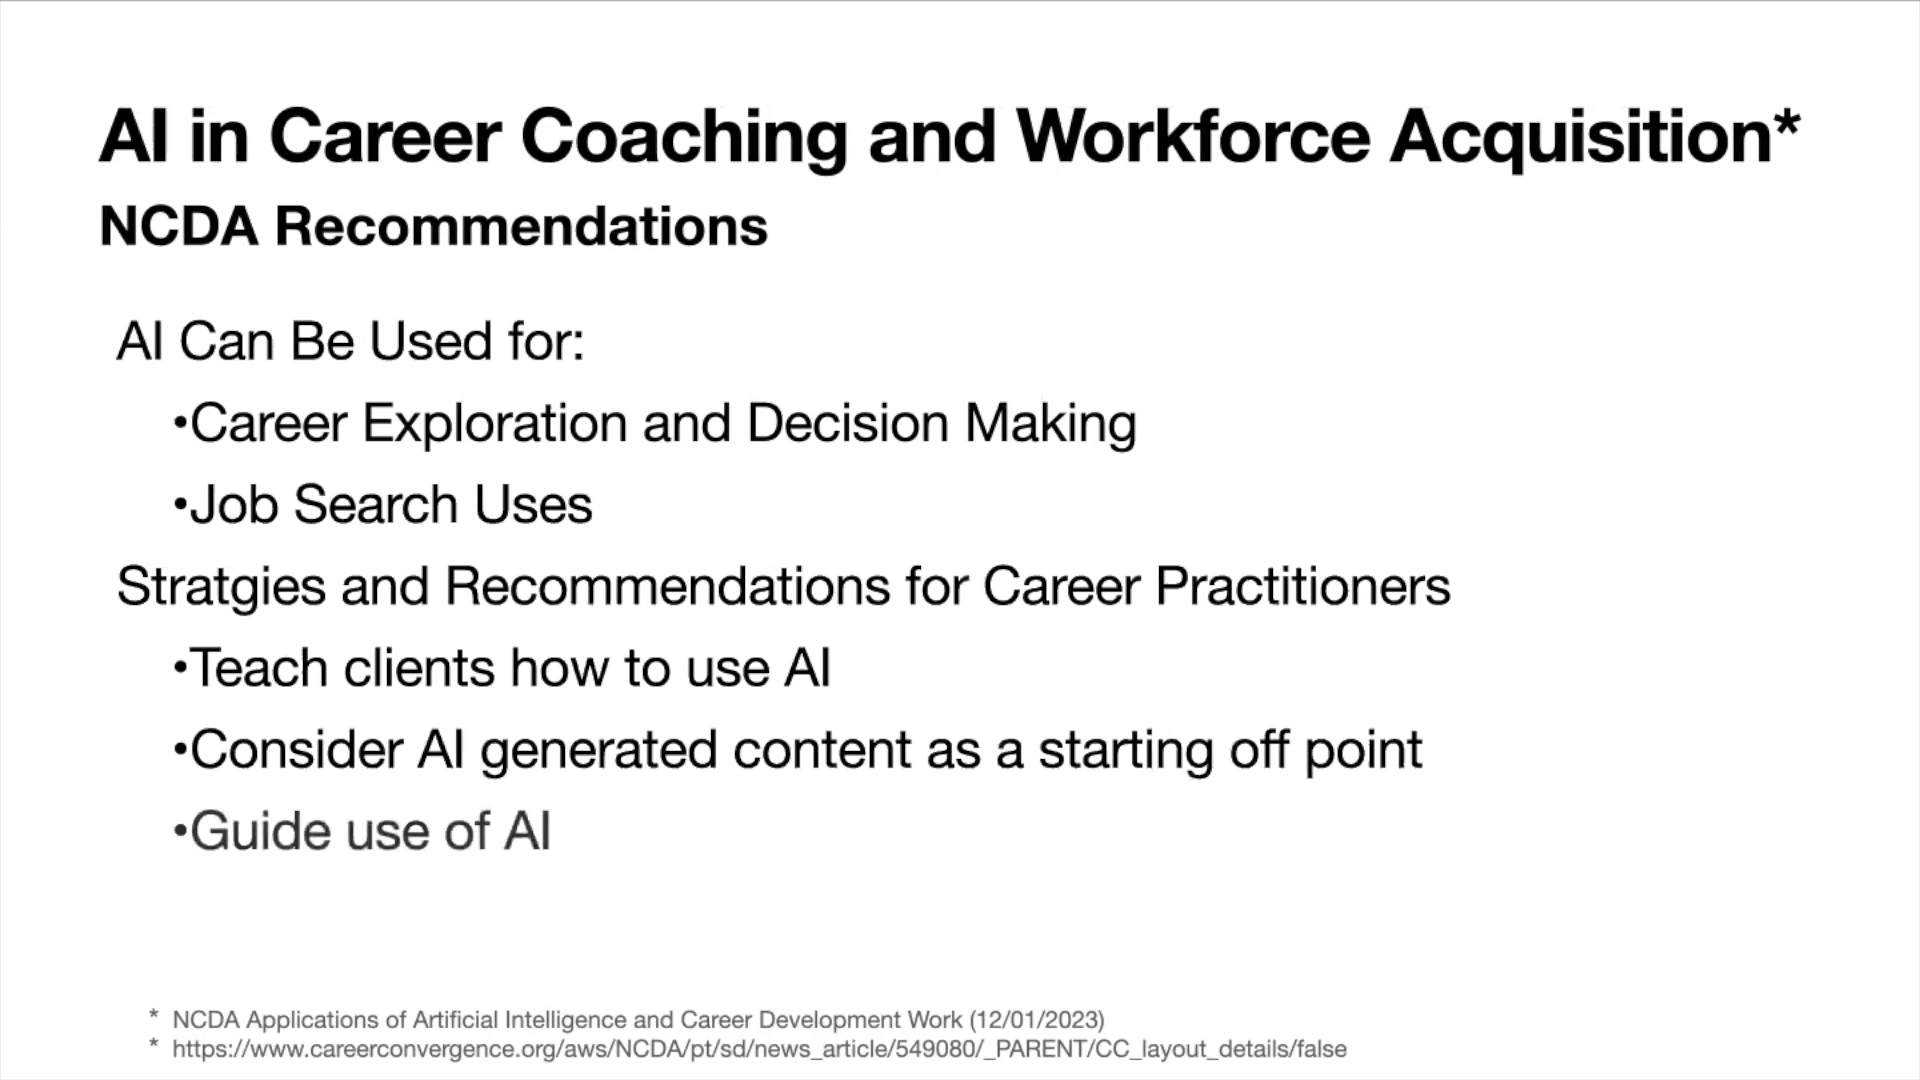 AI in Career Coaching and Workforce Acquisition*
NCDA Recommendations
AI Can Be Used for:
•Career Exploration and Decision Making
•Job Search Uses
Stratgies and Recommendations for Career Practitioners
•Teach clients how to use AI
•Consider AI generated content as a starting off point
•Guide use of AI
* NCDA Applications of Artificial Intelligence and Career Development Work (12/01/2023)
* https://www.careerconvergence.org/aws/NCDA/pt/sd/news_article/549080/_PARENT/CC_layout_details/false